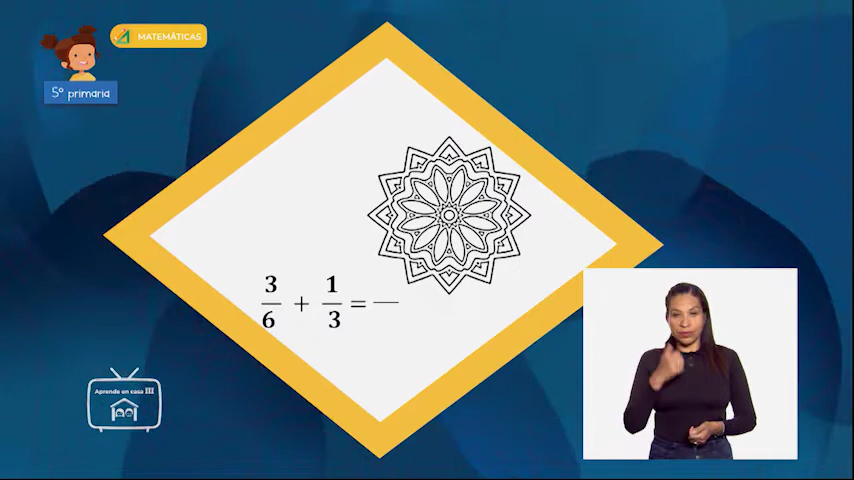 MATEMÁTICAS
5° primaria
3/6 + 1/3 = —
Aprende en casa III